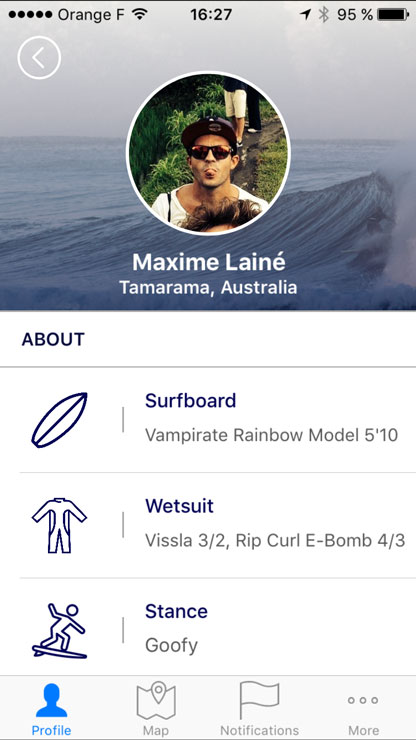 Orange F 16:27 95 %
Maxime Lainé
Tamarama, Australia
ABOUT
Surfboard
Vampirate Rainbow Model 5'10
Wetsuit
Vissla 3/2, Rip Curl E-Bomb 4/3
Stance
Goofy
Profile Map Notifications More